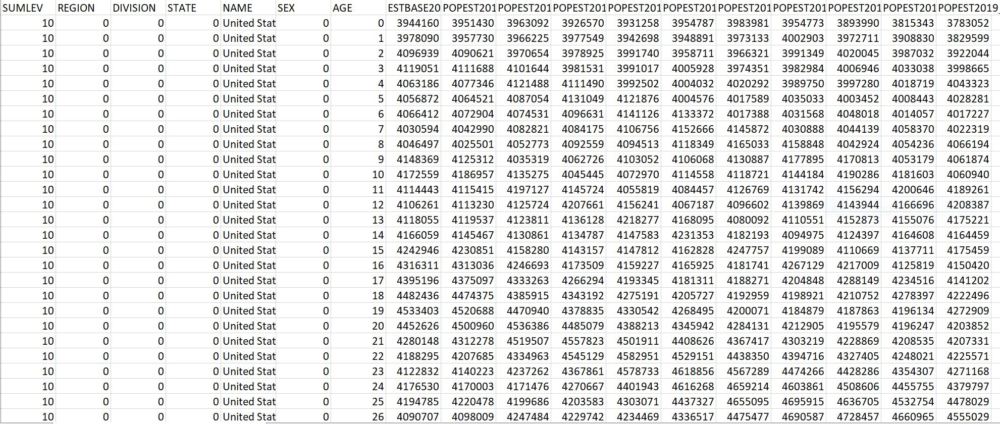 SUMLEV REGION DIVISION STATE NAME SEX AGE ESTBASE20 POPEST201 POPEST201 POPEST201 POPEST201 POPEST201 POPEST201 POPEST201 POPEST201 POPEST201 POPEST2019_
10 0 0 0 United Stat 0 0 3944160 3951430 3963092 3926570 3931258 3954787 3983981 3954773 3893990 3815343 3783052
10 0 0 0 United Stat 0 1 3978090 3957730 3966225 3977549 3942698 3948891 3973133 4002903 3972711 3908830 3829599
10 0 0 0 United Stat 0 2 4096939 4090621 3970654 3978925 3991740 3958711 3966321 3991349 4020045 3987032 3922044
10 0 0 0 United Stat 0 3 4119051 4111688 4101644 3981531 3991017 4005928 3974351 3982984 4006946 4033038 3998665
10 0 0 0 United Stat 0 4 4063186 4077346 4121488 4111490 3992502 4004032 4020292 3989750 3997280 4018719 4043323
10 0 0 0 United Stat 0 5 4056872 4064521 4087054 4131049 4121876 4004576 4017589 4035033 4003452 4008443 4028281
10 0 0 0 United Stat 0 6 4066412 4072904 4074531 4096631 4141126 4133372 4017388 4031568 4048018 4014057 4017227
10 0 0 0 United Stat 0 7 4030594 4042990 4082821 4084175 4106756 4152666 4145872 4030888 4044139 4058370 4022319
10 0 0 0 United Stat 0 8 4046497 4025501 4052773 4092559 4094513 4118349 4165033 4158848 4042924 4054236 4066194
10 0 0 0 United Stat 0 9 4148369 4125312 4035319 4062726 4103052 4106068 4130887 4177895 4170813 4053179 4061874
10 0 0 0 United Stat 0 10 4172559 4186957 4135275 4045445 4072970 4114558 4118721 4144184 4190286 4181603 4060940
10 0 0 0 United Stat 0 11 4114443 4115415 4197127 4145724 4055819 4084457 4126769 4131742 4156294 4200646 4189261
10 0 0 0 United Stat 0 12 4106261 4113230 4125724 4207661 4156241 4067187 4096602 4139869 4143944 4166696 4208387
10 0 0 0 United Stat 0 13 4118055 4119537 4123811 4136128 4218277 4168095 4080092 4110551 4152873 4155076 4175221
10 0 0 0 United Stat 0 14 4166059 4145467 4130861 4134787 4147583 4231353 4182193 4094975 4124397 4164608 4164459
10 0 0 0 United Stat 0 15 4242946 4230851 4158280 4143157 4147812 4162828 4247757 4199089 4110669 4137711 4175459
10 0 0 0 United Stat 0 16 4316311 4313036 4246693 4173509 4159227 4165925 4181741 4267129 4217009 4125819 4150420
10 0 0 0 United Stat 0 17 4395196 4375097 4333263 4266294 4193345 4181311 4188271 4204848 4288149 4234516 4141202
10 0 0 0 United Stat 0 18 4482436 4474375 4385915 4343192 4275191 4205727 4192959 4198921 4210752 4278397 4222496
10 0 0 0 United Stat 0 19 4533403 4520688 4470940 4378835 4330542 4268495 4200071 4184879 4187863 4196134 4272909
10 0 0 0 United Stat 0 20 4452626 4500960 4536386 4485079 4388213 4345942 4284131 4212905 4195579 4196247 4203852
10 0 0 0 United Stat 0 21 4280148 4312278 4519507 4557823 4501911 4408626 4367417 4303219 4228869 4208535 4207331
10 0 0 0 United Stat 0 22 4188295 4207685 4334963 4545129 4582951 4529151 4438350 4394716 4327405 4248021 4225571
10 0 0 0 United Stat 0 23 4122832 4140223 4237262 4367861 4578733 4618856 4567289 4474266 4428286 4354307 4271168
10 0 0 0 United Stat 0 24 4176530 4170003 4171476 4270667 4401943 4616268 4659214 4603861 4508606 4455755 4379797
10 0 0 0 United Stat 0 25 4194785 4220478 4199686 4203583 4303071 4437327 4655095 4695915 4636705 4532754 4478029
10 0 0 0 United Stat 0 26 4090707 4098009 4247484 4229742 4234469 4336517 4475477 4690587 4728457 4660965 4555029